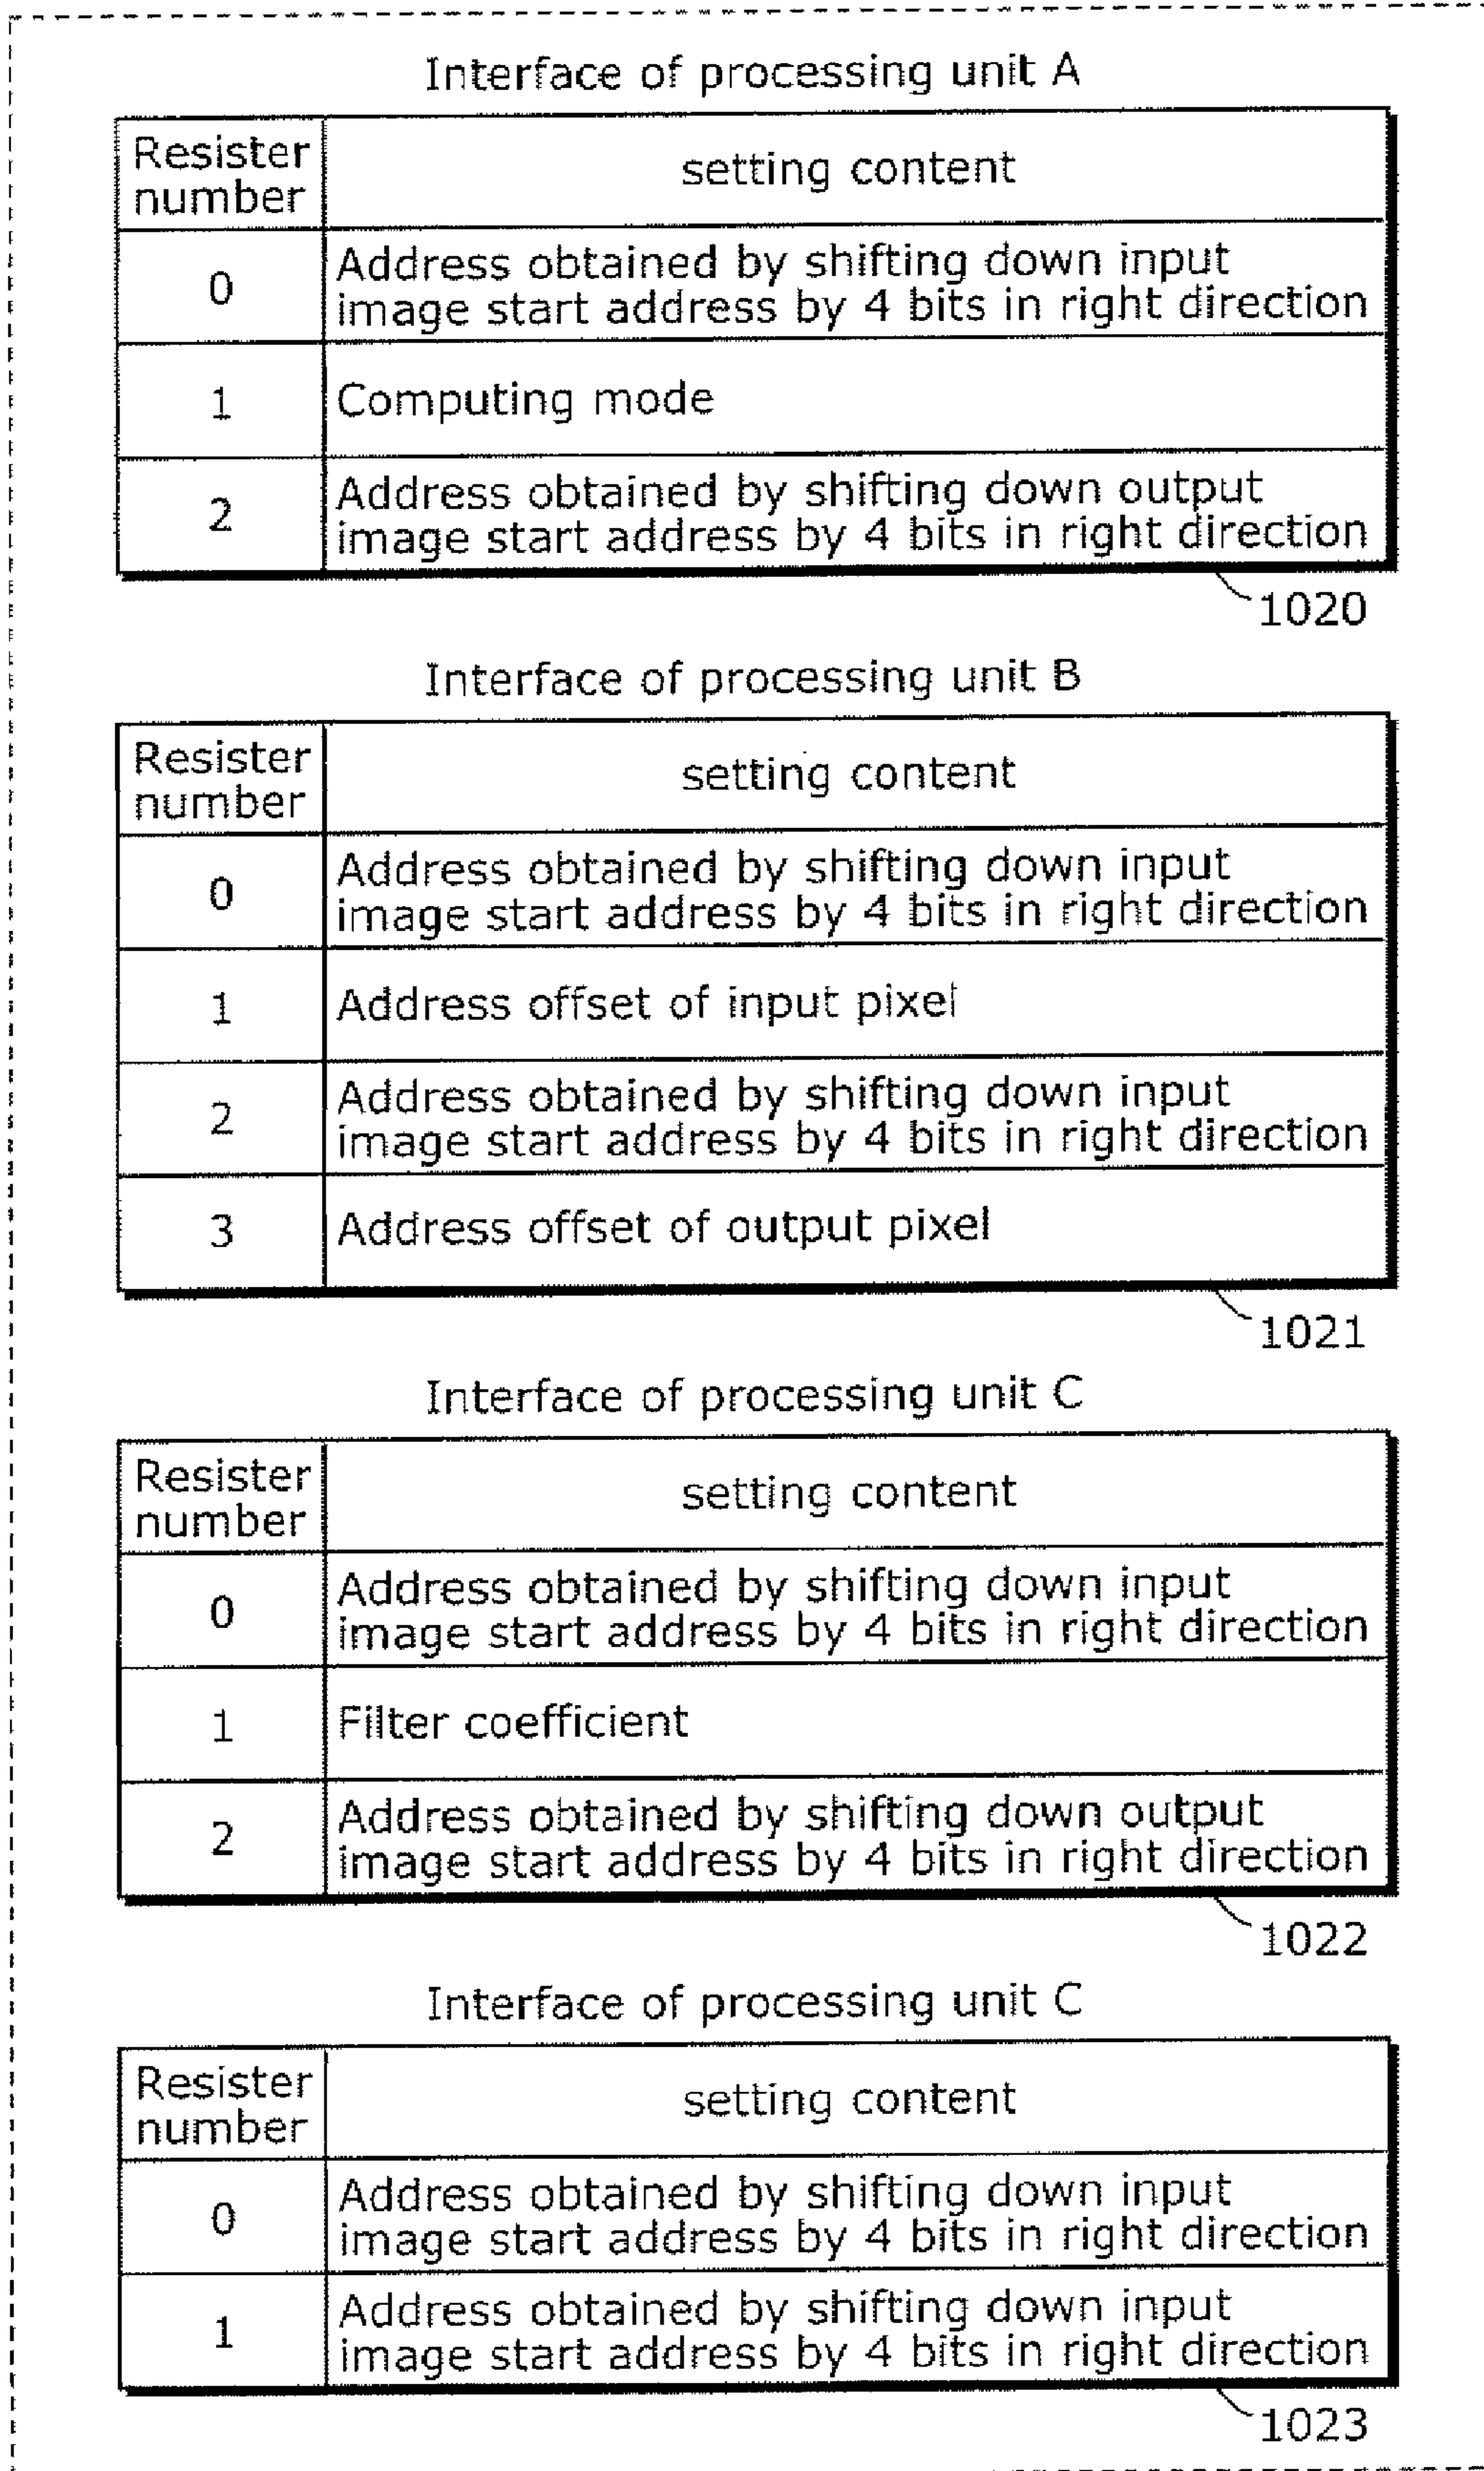 Interface of processing unit A
Resister
number
setting content
0
Address obtained by shifting down input
image start address by 4 bits in right direction
1
Computing mode
2
Address obtained by shifting down output
image start address by 4 bits in right direction
1020
Interface of processing unit B
Resister
number
setting content
0
Address obtained by shifting down input
image start address by 4 bits in right direction
1
Address offset of input pixel
2
Address obtained by shifting down input
image start address by 4 bits in right direction
3
Address offset of output pixel
1021
Interface of processing unit C
Resister
number
setting content
0
Address obtained by shifting down input
image start address by 4 bits in right direction
1
Filter coefficient
2
Address obtained by shifting down output
image start address by 4 bits in right direction
1022
Interface of processing unit C
Resister
number
setting content
0
Address obtained by shifting down input
image start address by 4 bits in right direction
1
Address obtained by shifting down input
image start address by 4 bits in right direction
1023